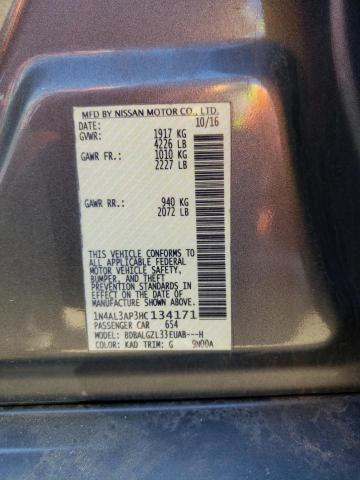 MFD BY NISSAN MOTOR CO., LTD.
DATE: 10/16
GVWR: 1917 KG
4226 LB
GAWR FR.: 1010 KG
2227 LB
GAWR RR.: 940 KG
2072 LB
THIS VEHICLE CONFORMS TO
ALL APPLICABLE FEDERAL
MOTOR VEHICLE SAFETY,
BUMPER, AND THEFT
PREVENTION STANDARDS
IN EFFECT ON THE DATE OF
MANUFACTURE SHOWN ABOVE.
1N4AL3AP3HC134171
PASSENGER CAR 654
MODEL: BDBALGZL33EUAB---H
COLOR: KAD TRIM: G 9N00A